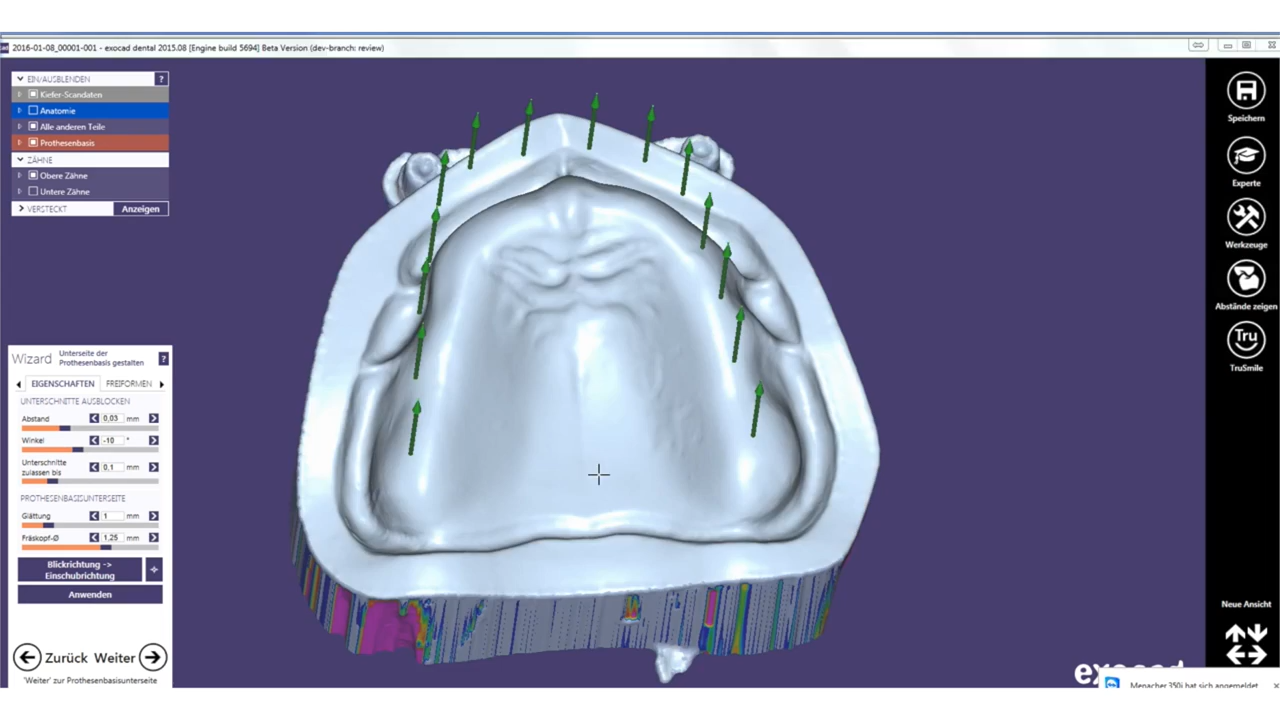 2016-01-08_00001-001 - exocad dental 2015.08 [Engine build 5694] Beta Version (dev-branch: review)
EIN/AUSBLENDEN
?
Kiefer-Scandaten
Anatomie
Alle anderen Teile
Prothesenbasis
ZÄHNE
Obere Zähne
Untere Zähne
VERSTECKT
Anzeigen
Wizard
Unterseite der
Prothesenbasis gestalten
?
EIGENSCHAFTEN
FREIFORMEN
UNTERSCHNITTE AUSBLOCKEN
Abstand 0,03 mm
Winkel -10 °
Unterschnitte
zulassen bis 0,1 mm
PROTHESENBASISUNTERSEITE
Glättung 1 mm
Fräskopf-Ø 1,25 mm
Blickrichtung ->
Einschubrichtung
Anwenden
Zurück Weiter
'Weiter' zur Prothesenbasisunterseite
Speichern
Experte
Werkzeuge
Abstände zeigen
Tru
TruSmile
Neue Ansicht
exocad
Menacher 350i hat sich angemeldet